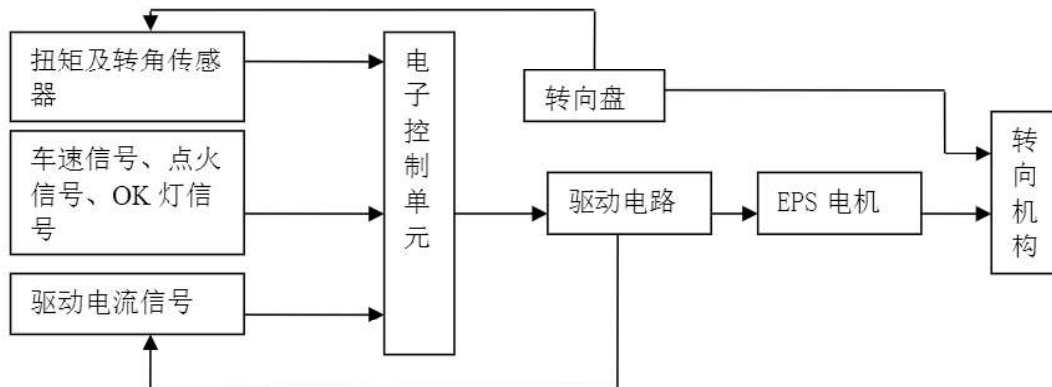 扭矩及转角传感
器
车速信号、点火
信号、OK 灯信
号
驱动电流信号
电
子
控
制
单
元
转向盘
驱动电路
EPS 电机
转
向
机
构